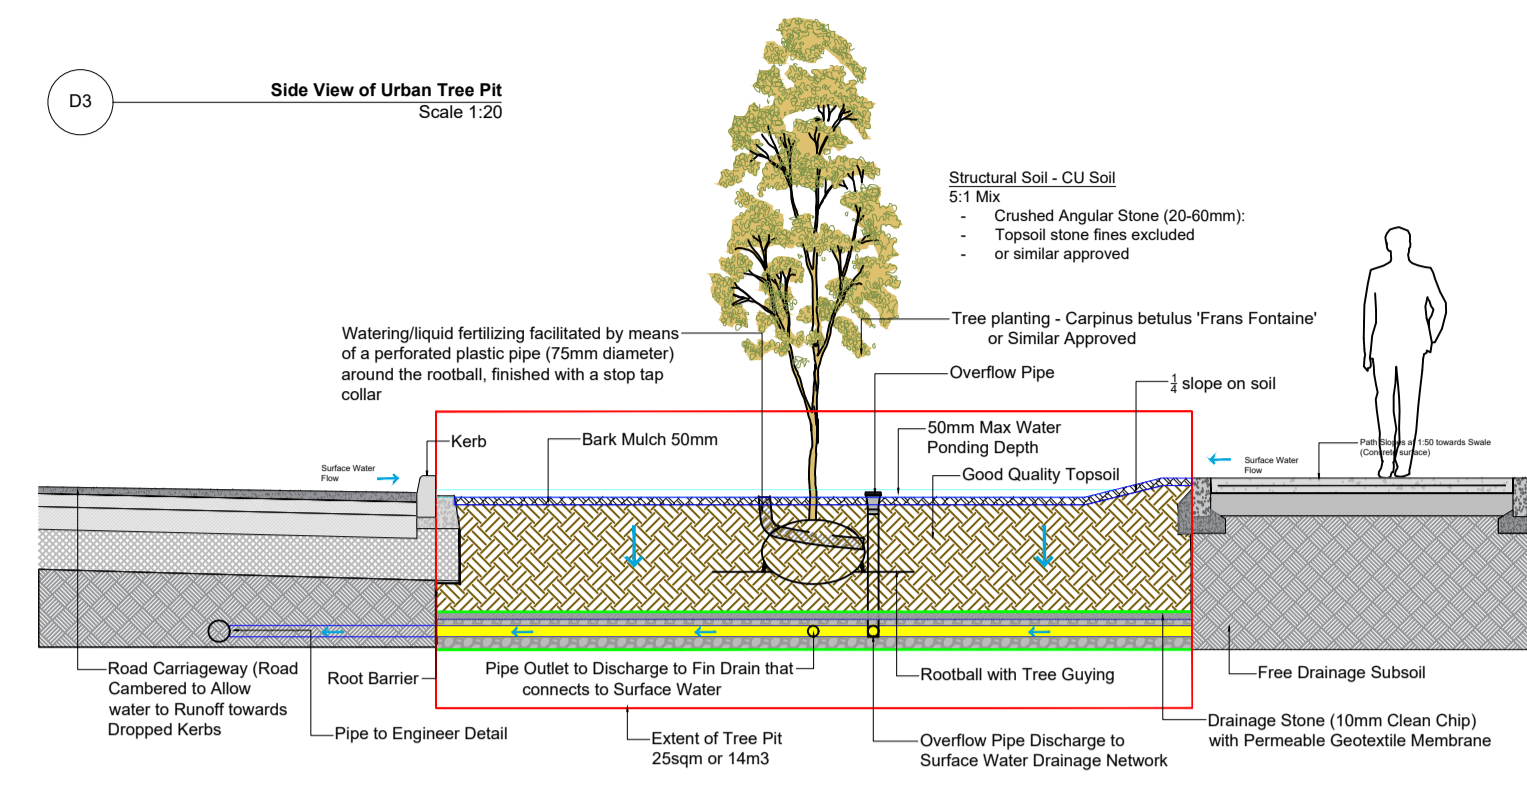 D3
Side View of Urban Tree Pit
Scale 1:20
Structural Soil - CU Soil
5:1 Mix
- Crushed Angular Stone (20-60mm):
- Topsoil stone fines excluded
- or similar approved
Watering/liquid fertilizing facilitated by means
of a perforated plastic pipe (75mm diameter)
around the rootball, finished with a stop tap
collar
Tree planting - Carpinus betulus 'Frans Fontaine'
or Similar Approved
Overflow Pipe
1/4 slope on soil
Kerb
Bark Mulch 50mm
50mm Max Water
Ponding Depth
Good Quality Topsoil
Path Slopes at 1:50 towards Swale
(Concrete surface)
Surface Water
Flow
Surface Water
Flow
Road Carriageway (Road
Cambered to Allow
water to Runoff towards
Dropped Kerbs
Root Barrier
Pipe Outlet to Discharge to Fin Drain that
connects to Surface Water
Rootball with Tree Guying
Free Drainage Subsoil
Pipe to Engineer Detail
Extent of Tree Pit
25sqm or 14m3
Overflow Pipe Discharge to
Surface Water Drainage Network
Drainage Stone (10mm Clean Chip)
with Permeable Geotextile Membrane